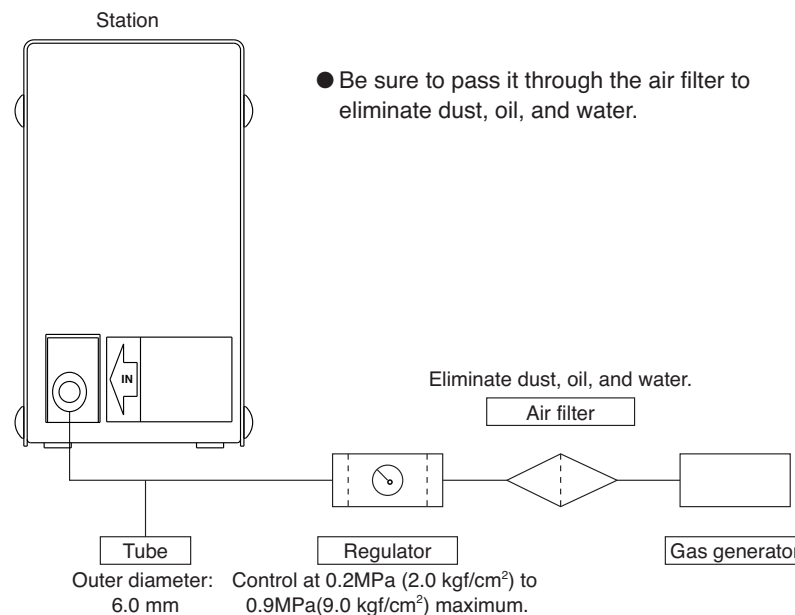 Station
● Be sure to pass it through the air filter to
eliminate dust, oil, and water.
IN
Eliminate dust, oil, and water.
Air filter
Tube
Regulator
Gas generator
Outer diameter:
6.0 mm
Control at 0.2MPa (2.0 kgf/cm²) to
0.9MPa(9.0 kgf/cm²) maximum.